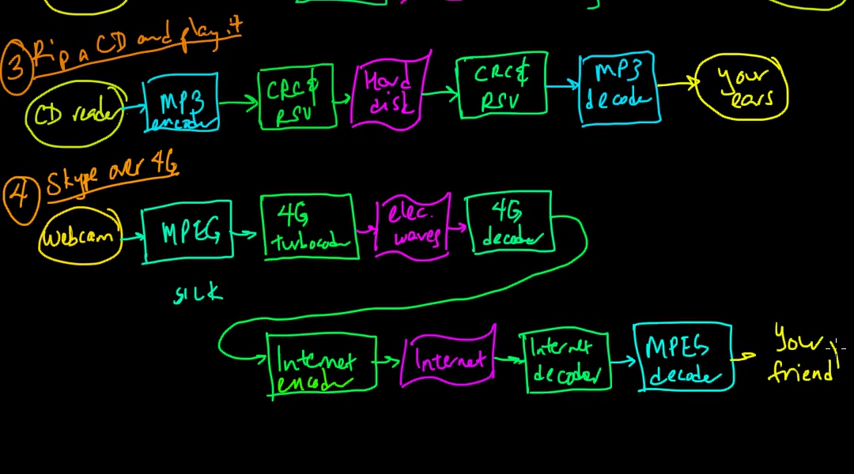 3 Rip a CD and play it
CD reader
MP3
encoder
CRC &
RSV
Hard
disk
CRC &
RSV
MP3
decoder
your
ears
4 Skype over 4G
webcam
MPEG
4G
turbocoder
elec.
waves
4G
decoder
SILK
Internet
encoder
Internet
Internet
decoder
MPEG
decoder
your
friend